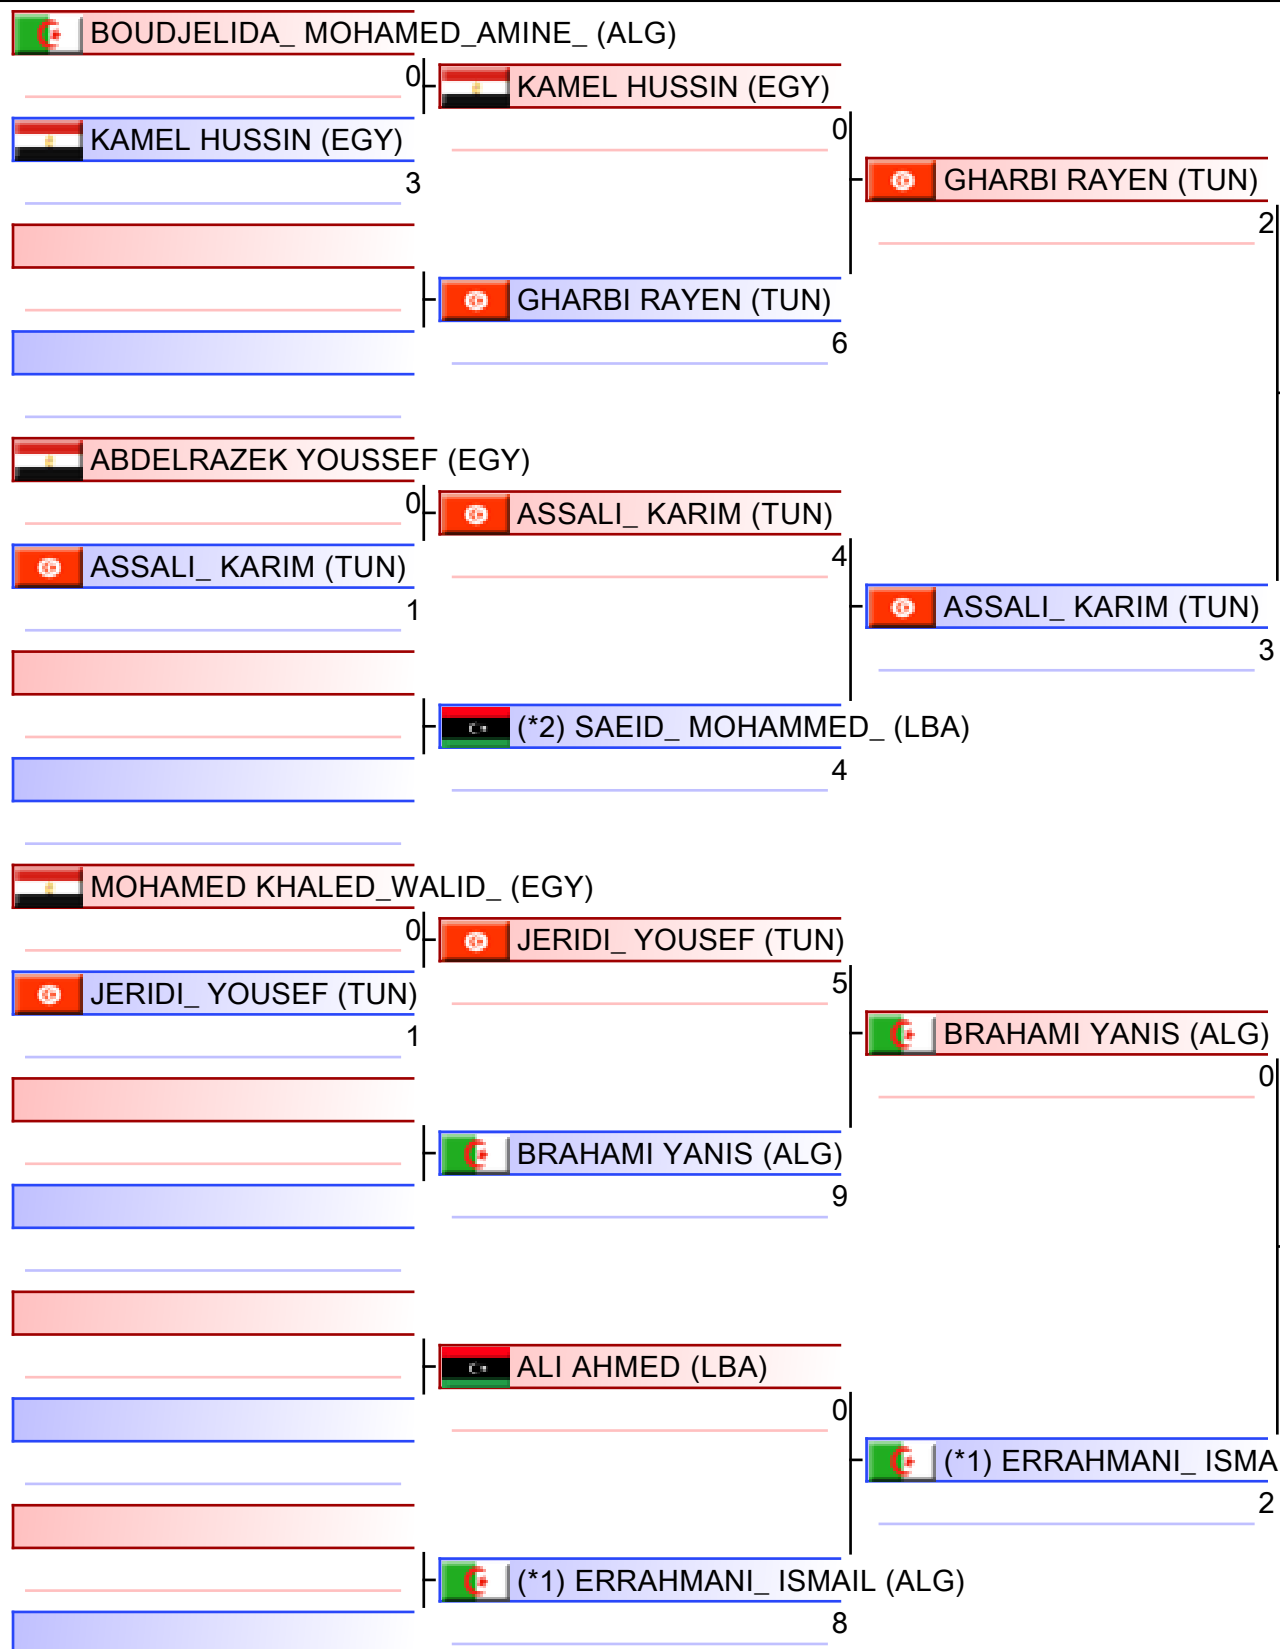 BOUDJELIDA_ MOHAMED_AMINE_ (ALG)
0
KAMEL HUSSIN (EGY)
KAMEL HUSSIN (EGY)
0
3
GHARBI RAYEN (TUN)
2
GHARBI RAYEN (TUN)
6
ABDELRAZEK YOUSSEF (EGY)
0
ASSALI_ KARIM (TUN)
4
ASSALI_ KARIM (TUN)
1
ASSALI_ KARIM (TUN)
3
(*2) SAEID_ MOHAMMED_ (LBA)
4
MOHAMED KHALED_WALID_ (EGY)
0
JERIDI_ YOUSEF (TUN)
5
JERIDI_ YOUSEF (TUN)
1
BRAHAMI YANIS (ALG)
0
BRAHAMI YANIS (ALG)
9
ALI AHMED (LBA)
0
(*1) ERRAHMANI_ ISMA
2
(*1) ERRAHMANI_ ISMAIL (ALG)
8